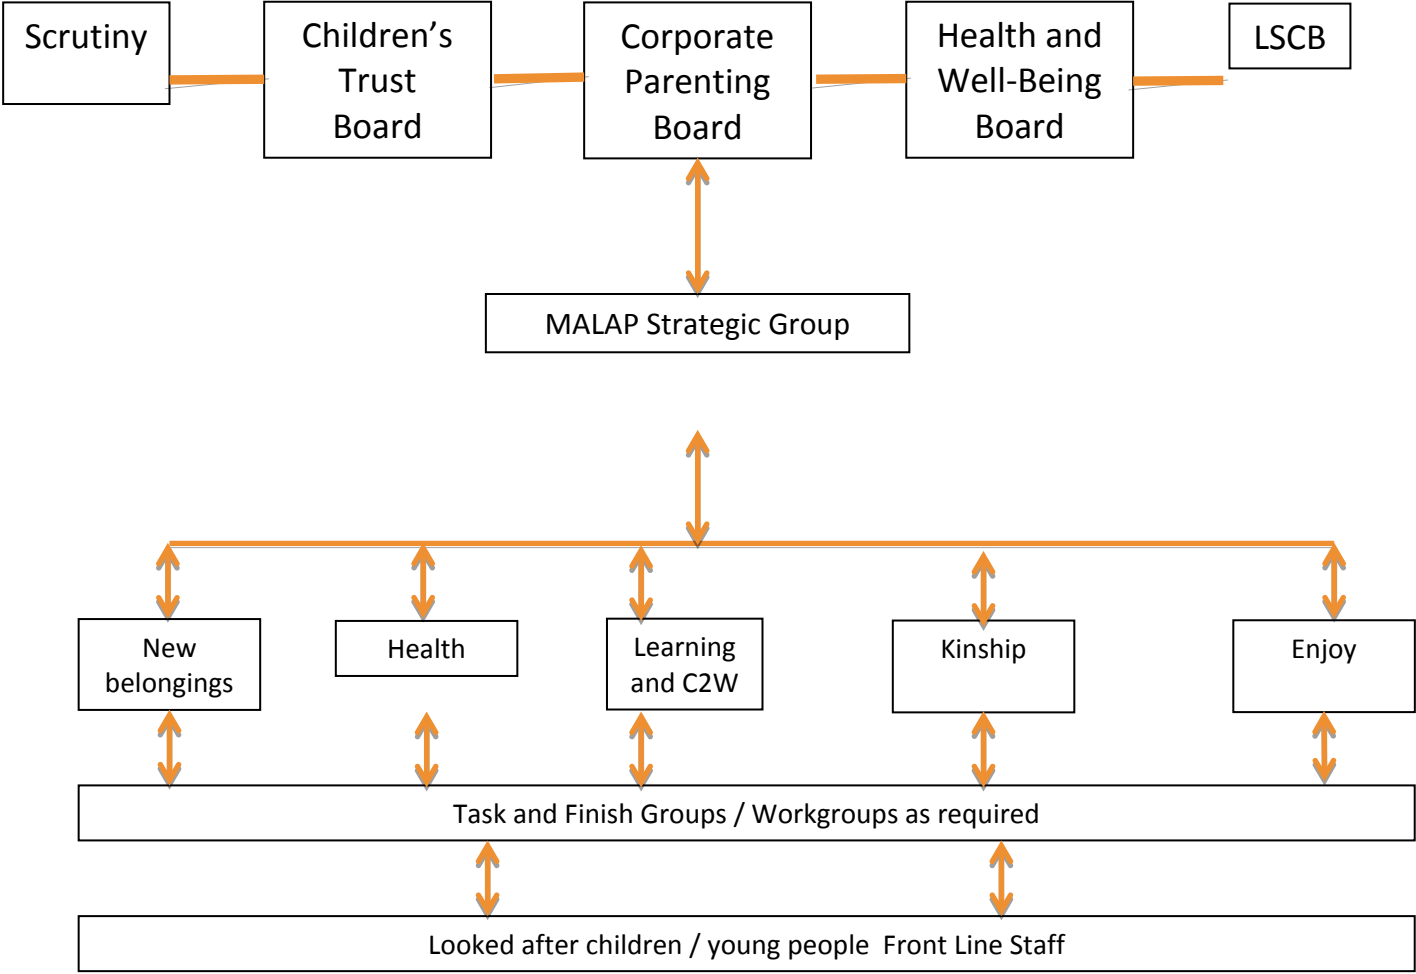 Scrutiny
Children’s
Trust
Board
Corporate
Parenting
Board
Health and
Well-Being
Board
LSCB
MALAP Strategic Group
New
belongings
Health
Learning
and C2W
Kinship
Enjoy
Task and Finish Groups / Workgroups as required
Looked after children / young people  Front Line Staff